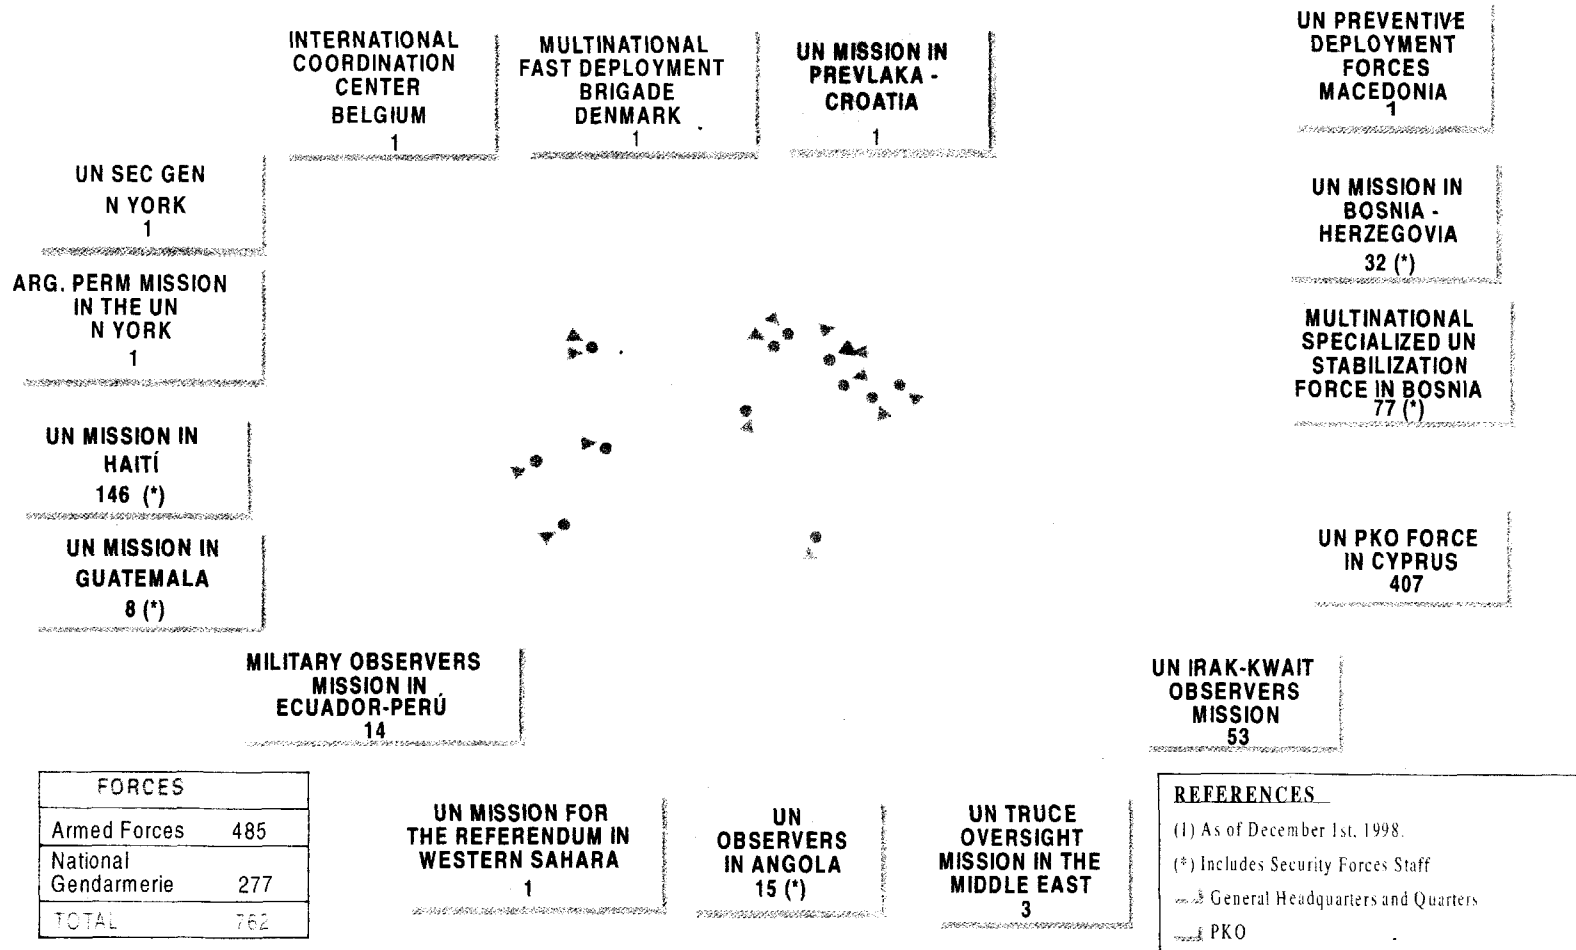 INTERNATIONAL
COORDINATION
CENTER
BELGIUM
1
MULTINATIONAL
FAST DEPLOYMENT
BRIGADE
DENMARK
1
UN MISSION IN
PREVLAKA -
CROATIA
1
UN PREVENTIVE
DEPLOYMENT
FORCES
MACEDONIA
1
UN SEC GEN
N YORK
1
UN MISSION IN
BOSNIA -
HERZEGOVIA
32 (*)
ARG. PERM MISSION
IN THE UN
N YORK
1
MULTINATIONAL
SPECIALIZED UN
STABILIZATION
FORCE IN BOSNIA
77 (*)
UN MISSION IN
HAITÍ
146 (*)
UN MISSION IN
GUATEMALA
8 (*)
UN PKO FORCE
IN CYPRUS
407
MILITARY OBSERVERS
MISSION IN
ECUADOR-PERÚ
14
UN IRAK-KWAIT
OBSERVERS
MISSION
53
FORCES
Armed Forces 485
National
Gendarmerie 277
TOTAL 762
UN MISSION FOR
THE REFERENDUM IN
WESTERN SAHARA
1
UN
OBSERVERS
IN ANGOLA
15 (*)
UN TRUCE
OVERSIGHT
MISSION IN THE
MIDDLE EAST
3
REFERENCES
(1) As of December 1st, 1998.
(*) Includes Security Forces Staff
General Headquarters and Quarters
PKO